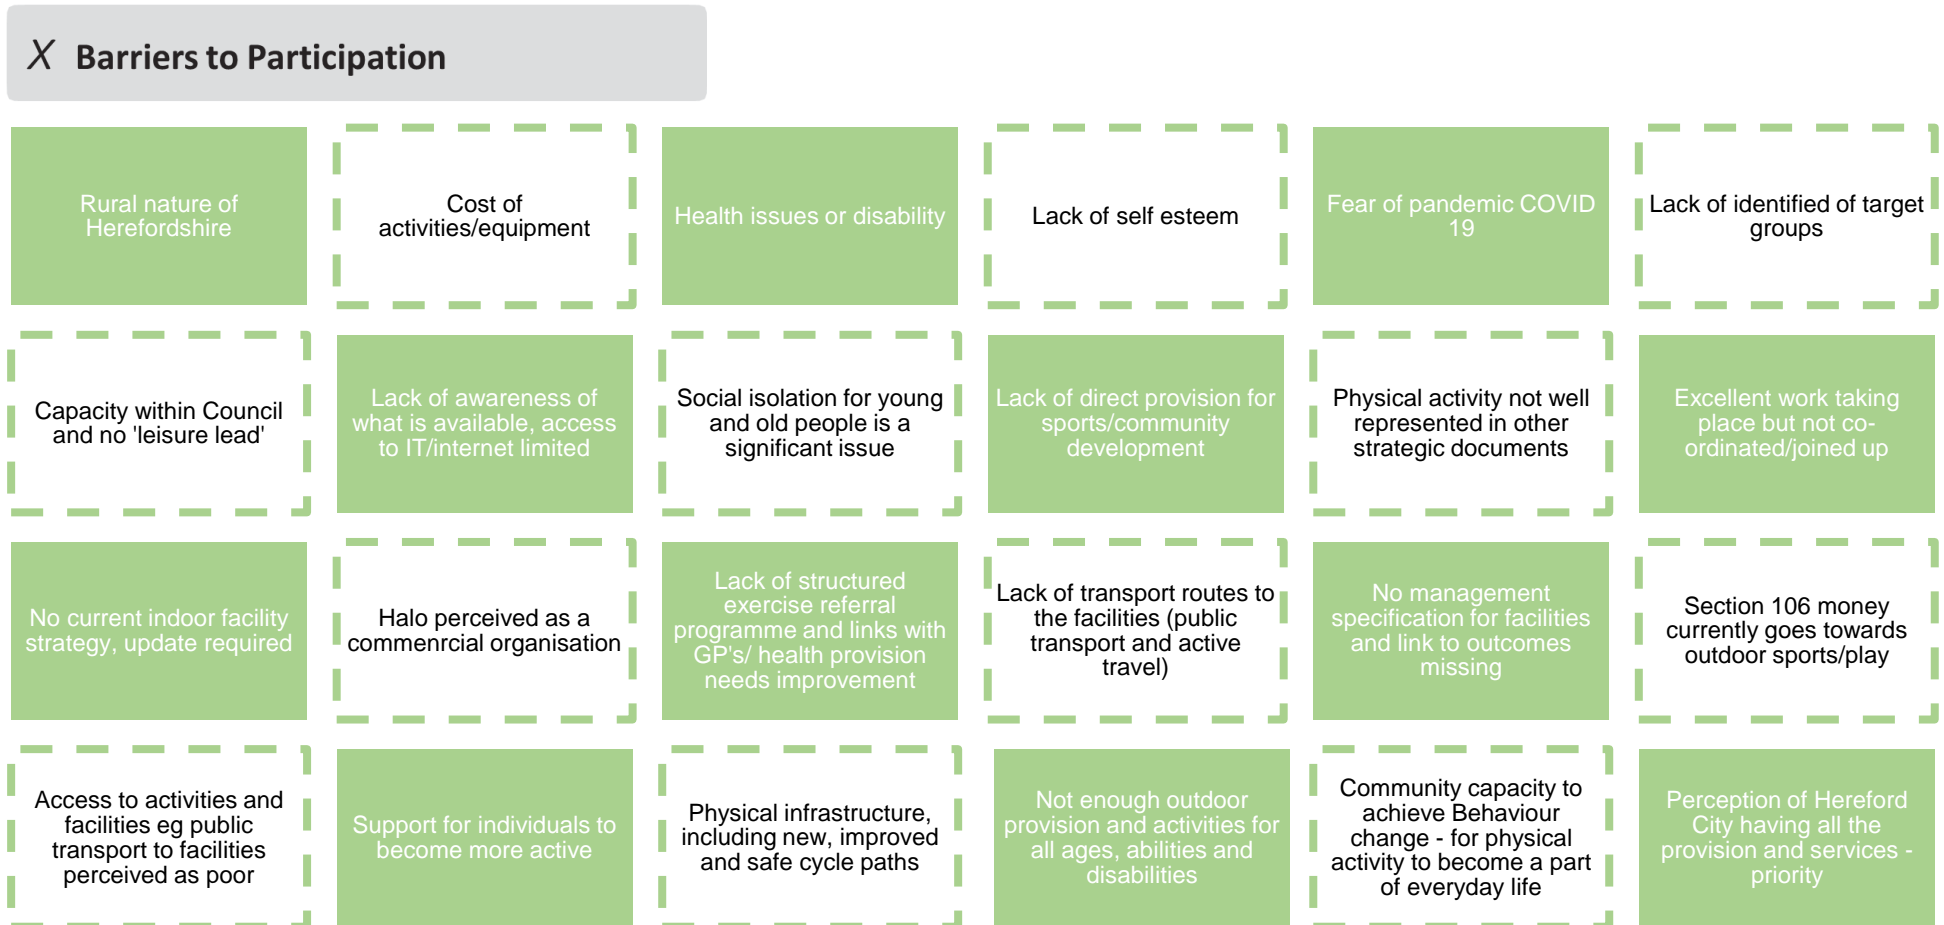 X Barriers to Participation
Rural nature of
Herefordshire
Cost of
activities/equipment
Health issues or disability
Lack of self esteem
Fear of pandemic COVID
19
Lack of identified of target
groups
Capacity within Council
and no 'leisure lead'
Lack of awareness of
what is available, access
to IT/internet limited
Social isolation for young
and old people is a
significant issue
Lack of direct provision for
sports/community
development
Physical activity not well
represented in other
strategic documents
Excellent work taking
place but not co-
ordinated/joined up
No current indoor facility
strategy, update required
Halo perceived as a
commenrcial organisation
Lack of structured
exercise referral
programme and links with
GP's/ health provision
needs improvement
Lack of transport routes to
the facilities (public
transport and active
travel)
No management
specification for facilities
and link to outcomes
missing
Section 106 money
currently goes towards
outdoor sports/play
Access to activities and
facilities eg public
transport to facilities
perceived as poor
Support for individuals to
become more active
Physical infrastructure,
including new, improved
and safe cycle paths
Not enough outdoor
provision and activities for
all ages, abilities and
disabilities
Community capacity to
achieve Behaviour
change - for physical
activity to become a part
of everyday life
Perception of Hereford
City having all the
provision and services -
priority